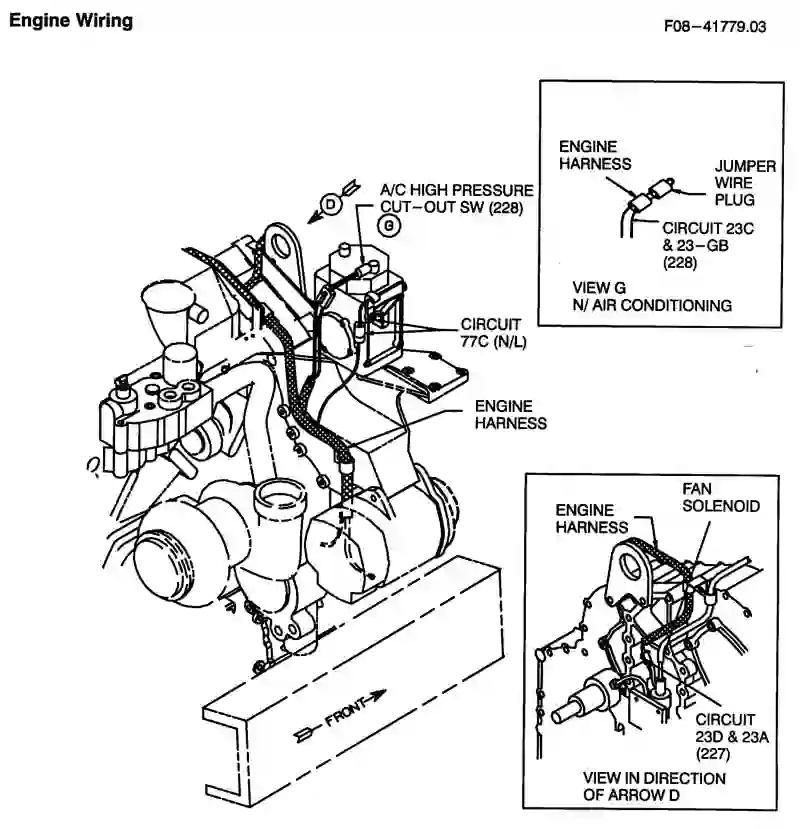 Engine Wiring
F08-41779.03
D
A/C HIGH PRESSURE
CUT-OUT SW (228)
G
CIRCUIT
77C (N/L)
ENGINE
HARNESS
FRONT
ENGINE
HARNESS
JUMPER
WIRE
PLUG
CIRCUIT 23C
& 23-GB
(228)
VIEW G
N/ AIR CONDITIONING
FAN
SOLENOID
ENGINE
HARNESS
CIRCUIT
23D & 23A
(227)
VIEW IN DIRECTION
OF ARROW D